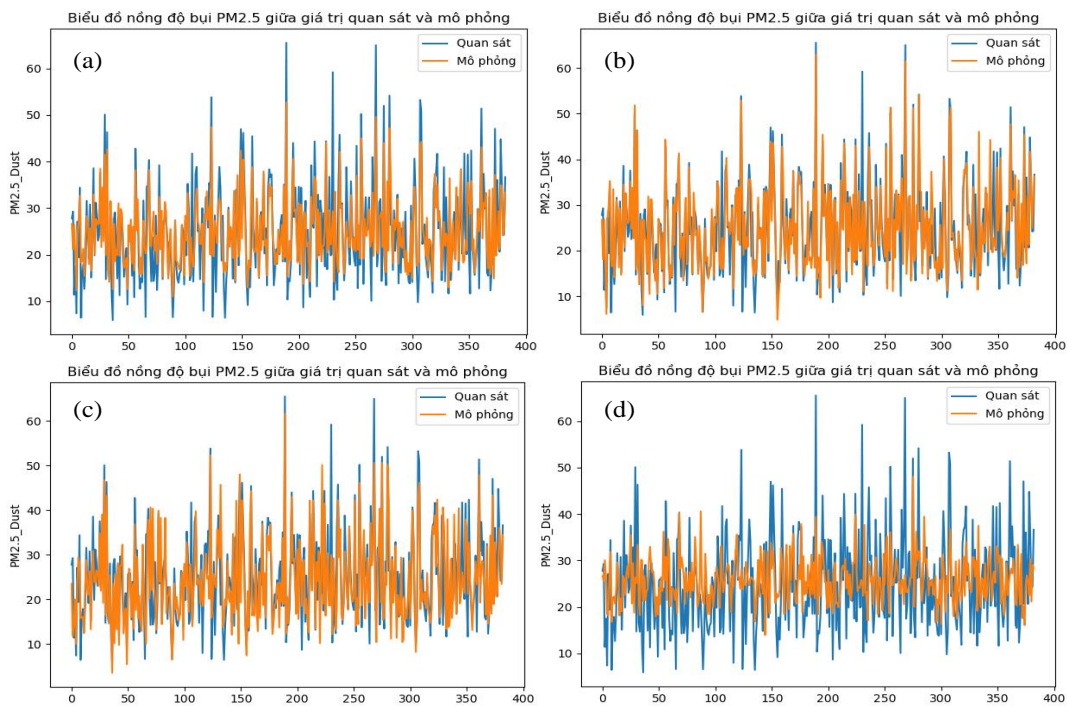 Biểu đồ nồng độ bụi PM2.5 giữa giá trị quan sát và mô phỏng
(a)
Quan sát
Mô phỏng
PM2.5_Dust
60
50
40
30
20
10
0 50 100 150 200 250 300 350 400
Biểu đồ nồng độ bụi PM2.5 giữa giá trị quan sát và mô phỏng
(b)
Quan sát
Mô phỏng
PM2.5_Dust
60
50
40
30
20
10
0 50 100 150 200 250 300 350 400
Biểu đồ nồng độ bụi PM2.5 giữa giá trị quan sát và mô phỏng
(c)
Quan sát
Mô phỏng
PM2.5_Dust
60
50
40
30
20
10
0 50 100 150 200 250 300 350 400
Biểu đồ nồng độ bụi PM2.5 giữa giá trị quan sát và mô phỏng
(d)
Quan sát
Mô phỏng
PM2.5_Dust
60
50
40
30
20
10
0 50 100 150 200 250 300 350 400